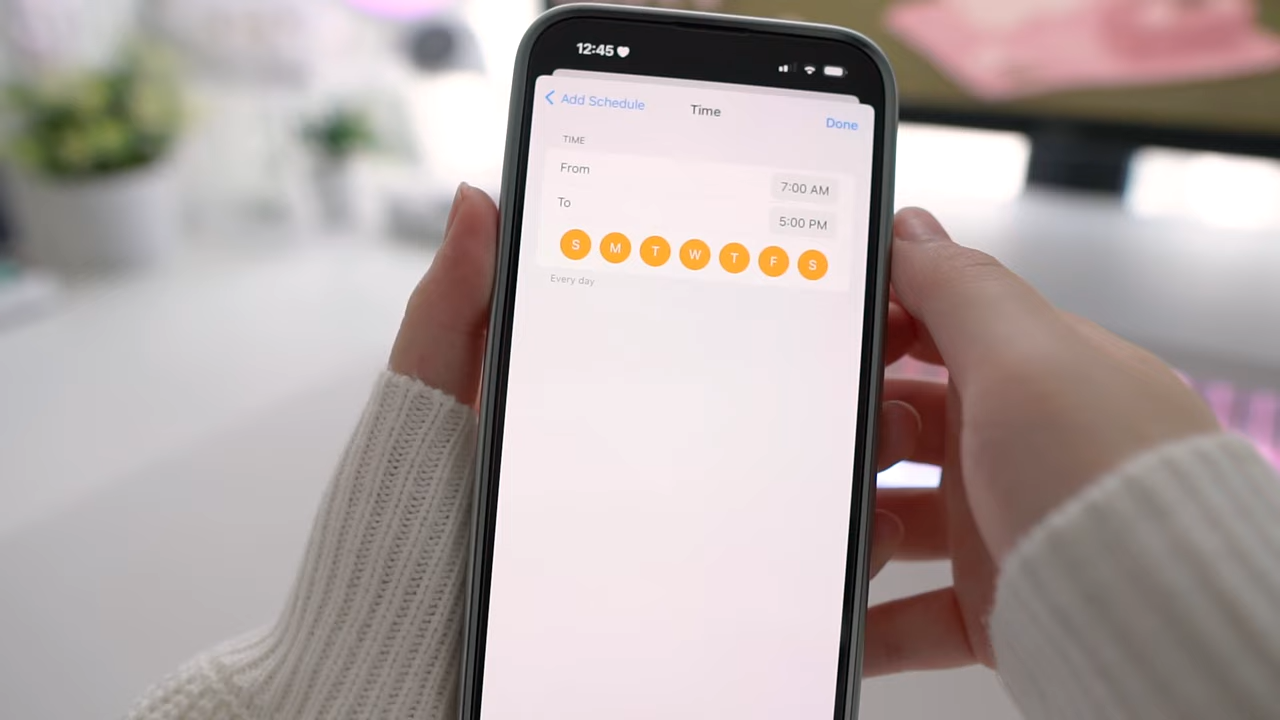 12:45
Add Schedule
Time
Done
TIME
From
7:00 AM
To
5:00 PM
S M T W T F S
Every day